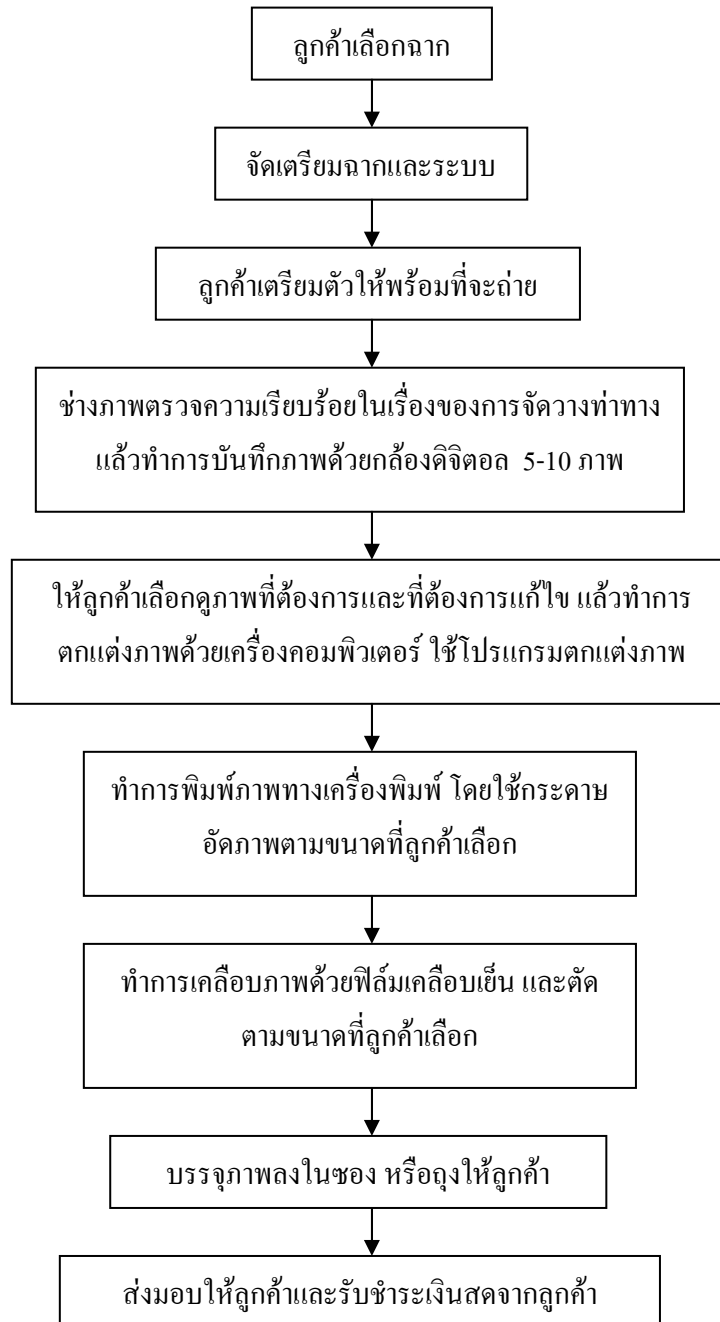 ลูกค้าเลือกฉาก
จัดเตรียมฉากและระบบ
ลูกค้าเตรียมตัวให้พร้อมที่จะถ่าย
ช่างภาพตรวจความเรียบร้อยในเรื่องของการจัดวางท่าทาง
แล้วทำการบันทึกภาพด้วยกล้องดิจิตอล 5-10 ภาพ
ให้ลูกค้าเลือกดูภาพที่ต้องการและที่ต้องการแก้ไข แล้วทำการ
ตกแต่งภาพด้วยเครื่องคอมพิวเตอร์ ใช้โปรแกรมตกแต่งภาพ
ทำการพิมพ์ภาพทางเครื่องพิมพ์ โดยใช้กระดาษ
อัดภาพตามขนาดที่ลูกค้าเลือก
ทำการเคลือบภาพด้วยฟิล์มเคลือบเย็น และตัด
ตามขนาดที่ลูกค้าเลือก
บรรจุภาพลงในซอง หรือถุงให้ลูกค้า
ส่งมอบให้ลูกค้าและรับชำระเงินสดจากลูกค้า